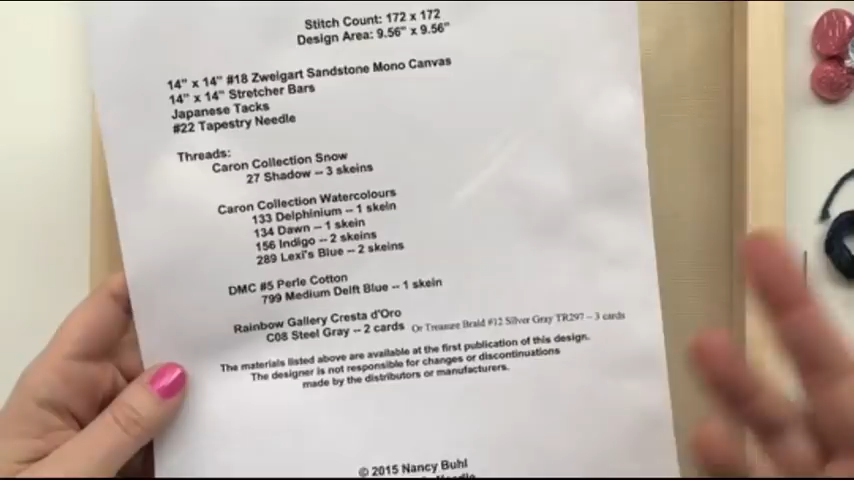 Stitch Count: 172 x 172
Design Area: 9.56" x 9.56"
14" x 14" #18 Zweigart Sandstone Mono Canvas
14" x 14" Stretcher Bars
Japanese Tacks
#22 Tapestry Needle
Threads:
Caron Collection Snow
27 Shadow -- 3 skeins
Caron Collection Watercolours
133 Delphinium -- 1 skein
134 Dawn -- 1 skein
156 Indigo -- 2 skeins
289 Lexi's Blue -- 2 skeins
DMC #5 Perle Cotton
799 Medium Delft Blue -- 1 skein
Rainbow Gallery Cresta d'Oro
C08 Steel Gray -- 2 cards Or Treasure Braid #12 Silver Gray TR297 – 3 cards
The materials listed above are available at the first publication of this design.
The designer is not responsible for changes or discontinuations
made by the distributors or manufacturers.
© 2015 Nancy Buhl